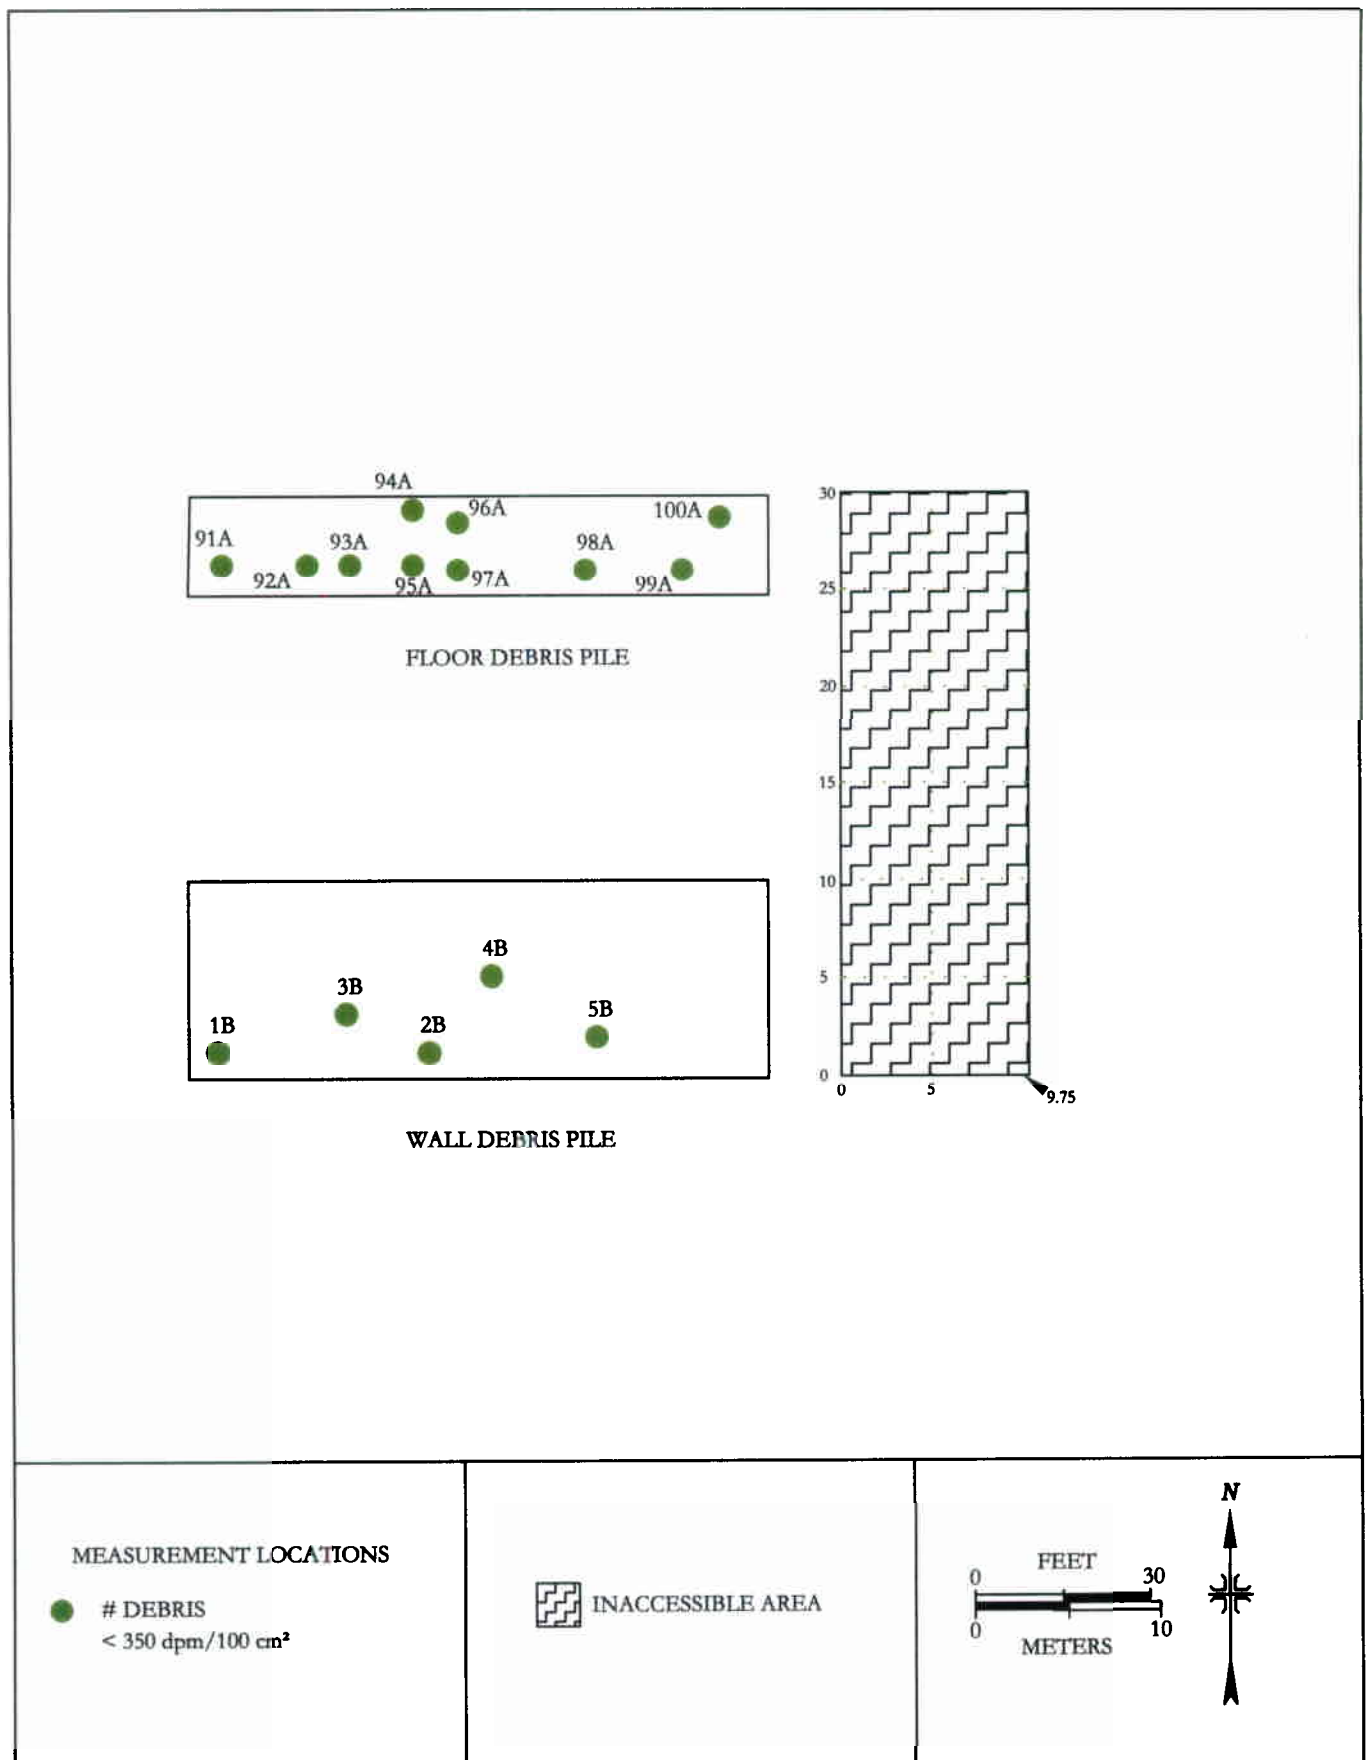 94A
96A
100A
91A
93A
98A
92A
95A
97A
99A
FLOOR DEBRIS PILE
30
25
20
15
10
5
0
0
5
9.75
4B
3B
1B
2B
5B
WALL DEBRIS PILE
MEASUREMENT LOCATIONS
# DEBRIS
< 350 dpm/100 cm²
INACCESSIBLE AREA
FEET
0
30
0
10
METERS
N